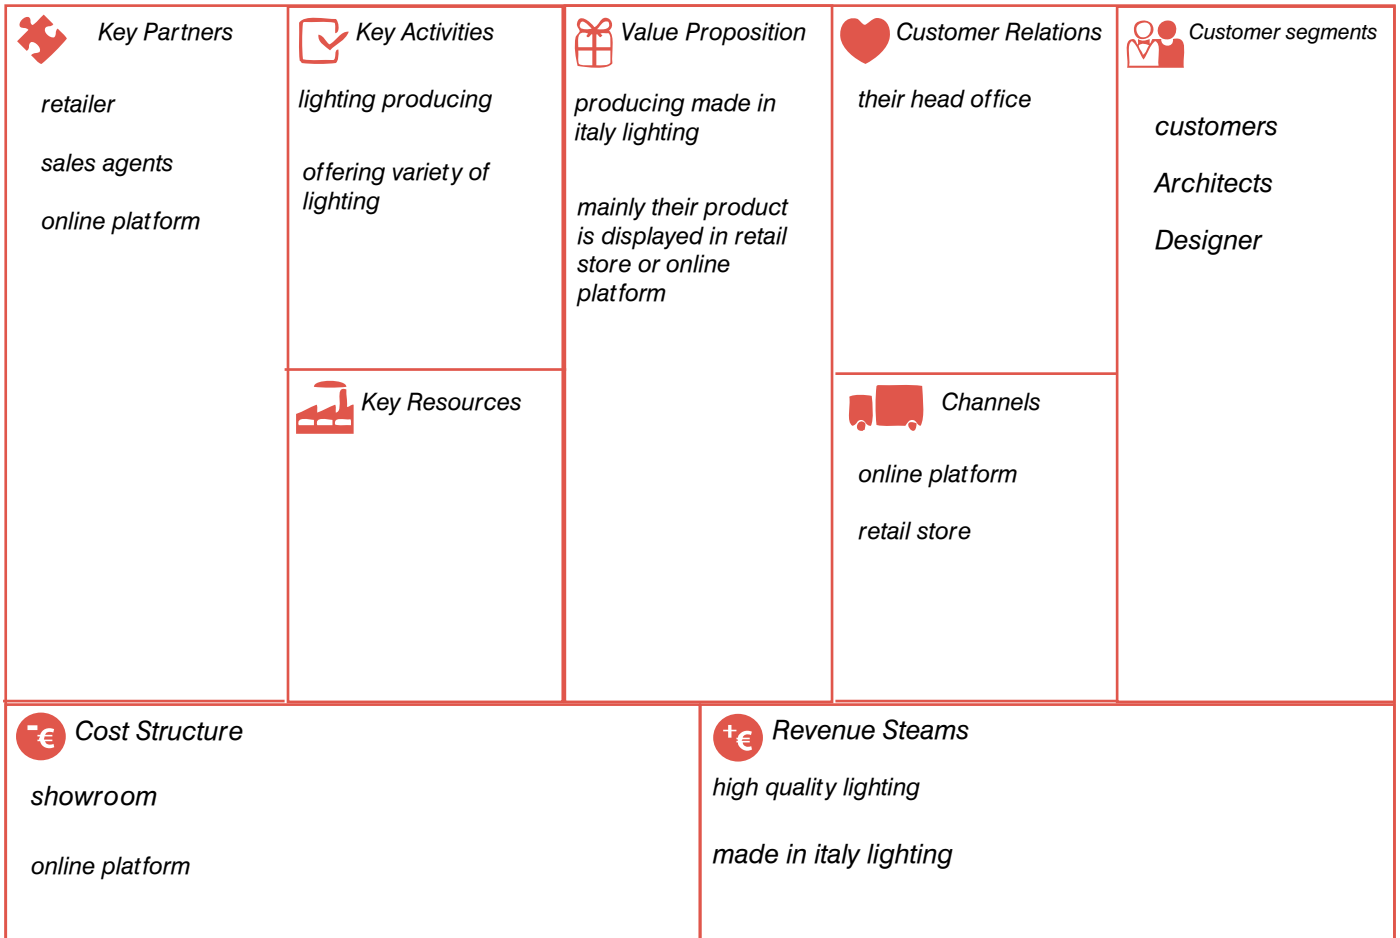 Key Partners
retailer
sales agents
online platform
Key Activities
lighting producing
offering variety of
lighting
Key Resources
Value Proposition
producing made in
italy lighting
mainly their product
is displayed in retail
store or online
platform
Customer Relations
their head office
Channels
online platform
retail store
Customer segments
customers
Architects
Designer
-€
Cost Structure
showroom
online platform
+€
Revenue Steams
high quality lighting
made in italy lighting